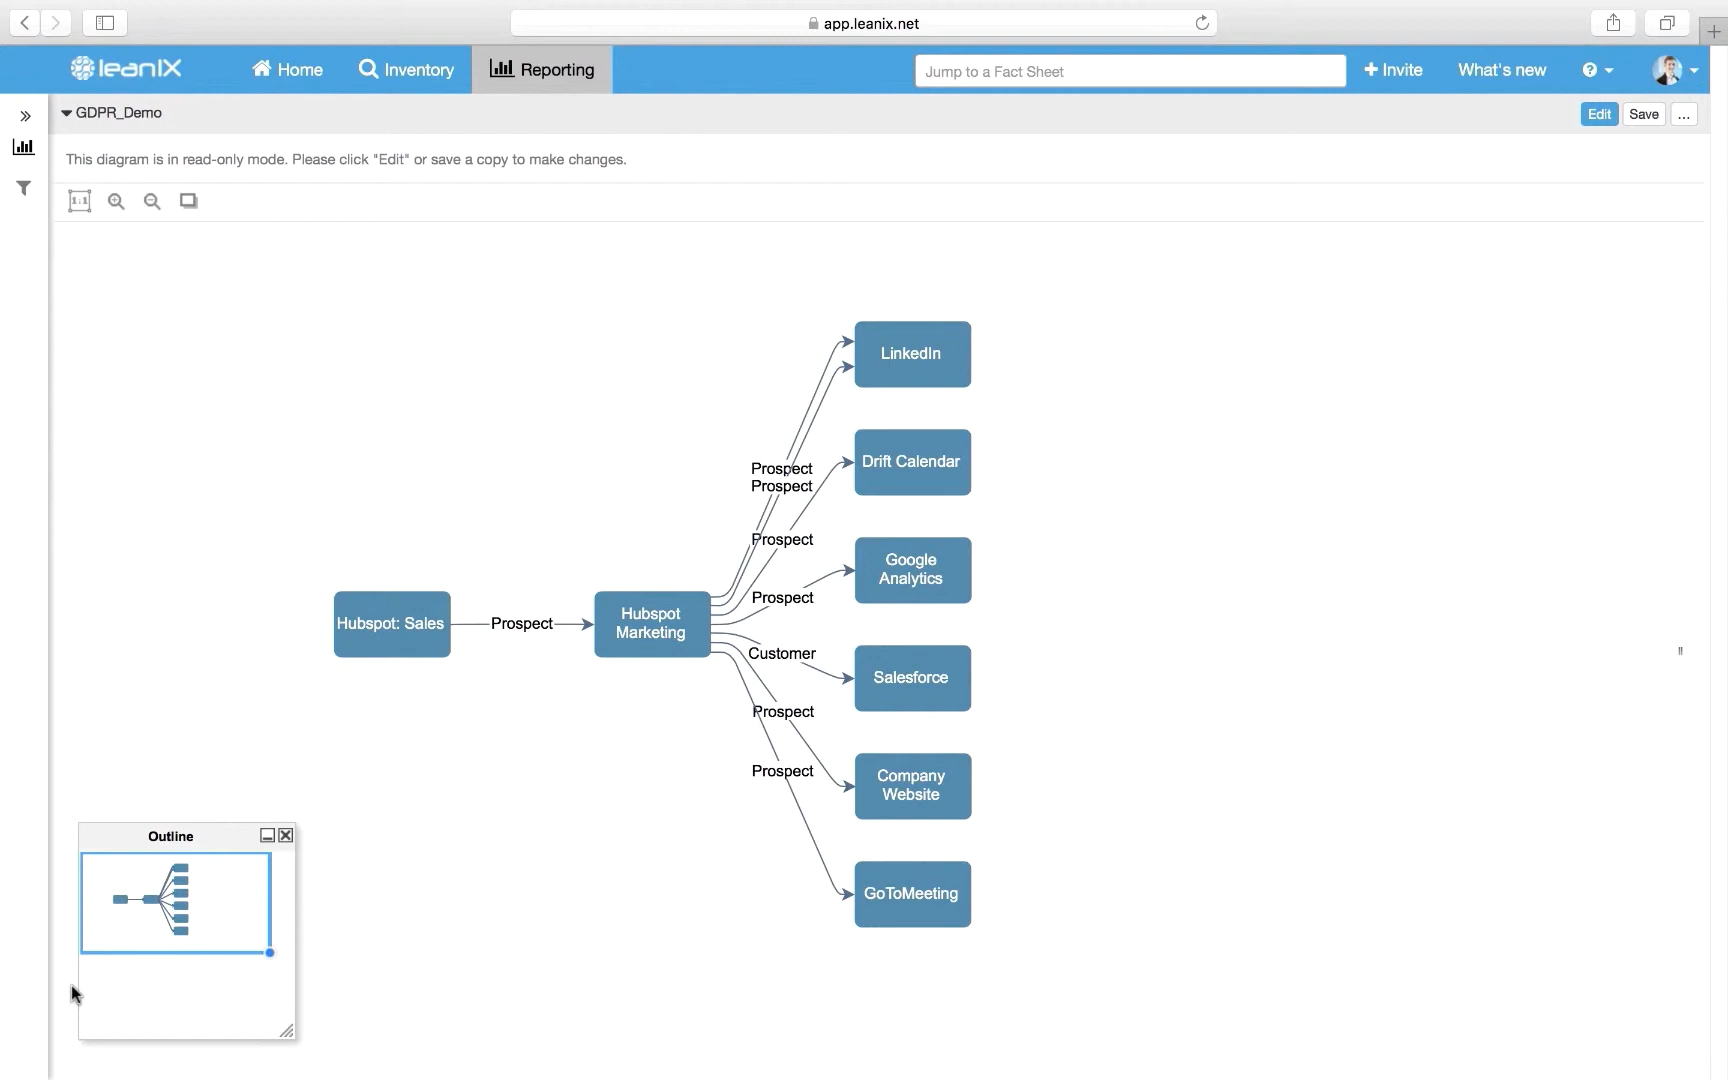 app.leanix.net
leanIX
Home
Inventory
Reporting
Jump to a Fact Sheet
+ Invite
What's new
?
GDPR_Demo
Edit
Save
...
This diagram is in read-only mode. Please click "Edit" or save a copy to make changes.
1:1
LinkedIn
Prospect
Prospect
Drift Calendar
Prospect
Google
Analytics
Prospect
Hubspot: Sales
Prospect
Hubspot
Marketing
Customer
Salesforce
Prospect
Company
Website
Prospect
GoToMeeting
Outline